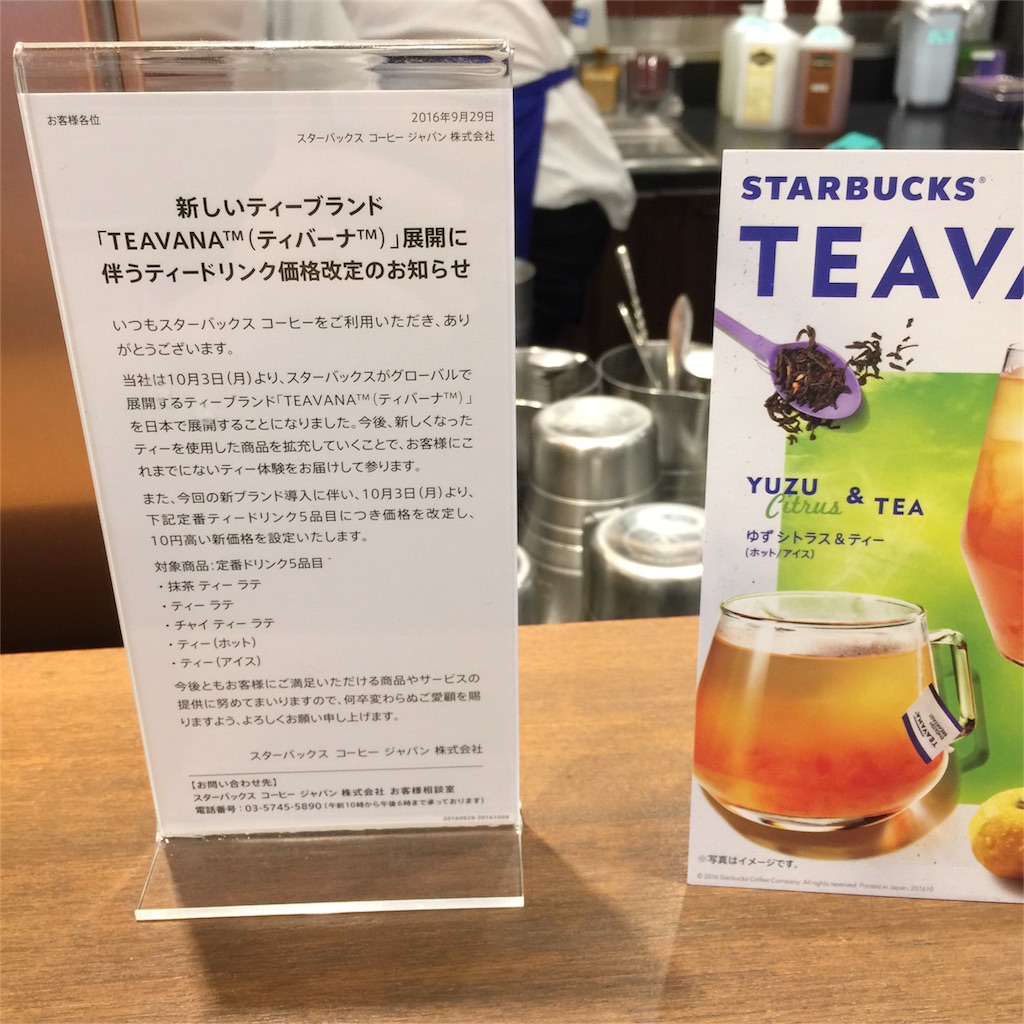 お客様各位
2016年9月29日
スターバックス コーヒー ジャパン 株式会社
新しいティーブランド
「TEAVANA™（ティバーナ™）」展開に
伴うティードリンク価格改定のお知らせ
いつもスターバックス コーヒーをご利用いただき、あり
がとうございます。
当社は10月3日(月)より、スターバックスがグローバルで
展開するティーブランド「TEAVANA™（ティバーナ™）」
を日本で展開することになりました。今後、新しくなった
ティーを使用した商品を拡充していくことで、お客様にこ
れまでにないティー体験をお届けして参ります。
また、今回の新ブランド導入に伴い、10月3日(月)より、
下記定番ティードリンク5品目につき価格を改定し、
10円高い新価格を設定いたします。
対象商品：定番ドリンク5品目
・抹茶 ティー ラテ
・ティー ラテ
・チャイ ティー ラテ
・ティー（ホット）
・ティー（アイス）
今後ともお客様にご満足いただける商品やサービスの
提供に努めてまいりますので、何卒変わらぬご愛顧を賜
りますよう、よろしくお願い申し上げます。
スターバックス コーヒー ジャパン 株式会社
【お問い合わせ先】
スターバックス コーヒー ジャパン 株式会社 お客様相談室
電話番号：03-5745-5890（午前10時から午後6時まで承っております）
20160929-20161009
STARBUCKS®
TEAVA
YUZU
Citrus & TEA
ゆず シトラス＆ティー
（ホット/アイス）
TEAVANA
※写真はイメージです。
© 2016 Starbucks Coffee Company. All rights reserved. Printed in Japan. 201610